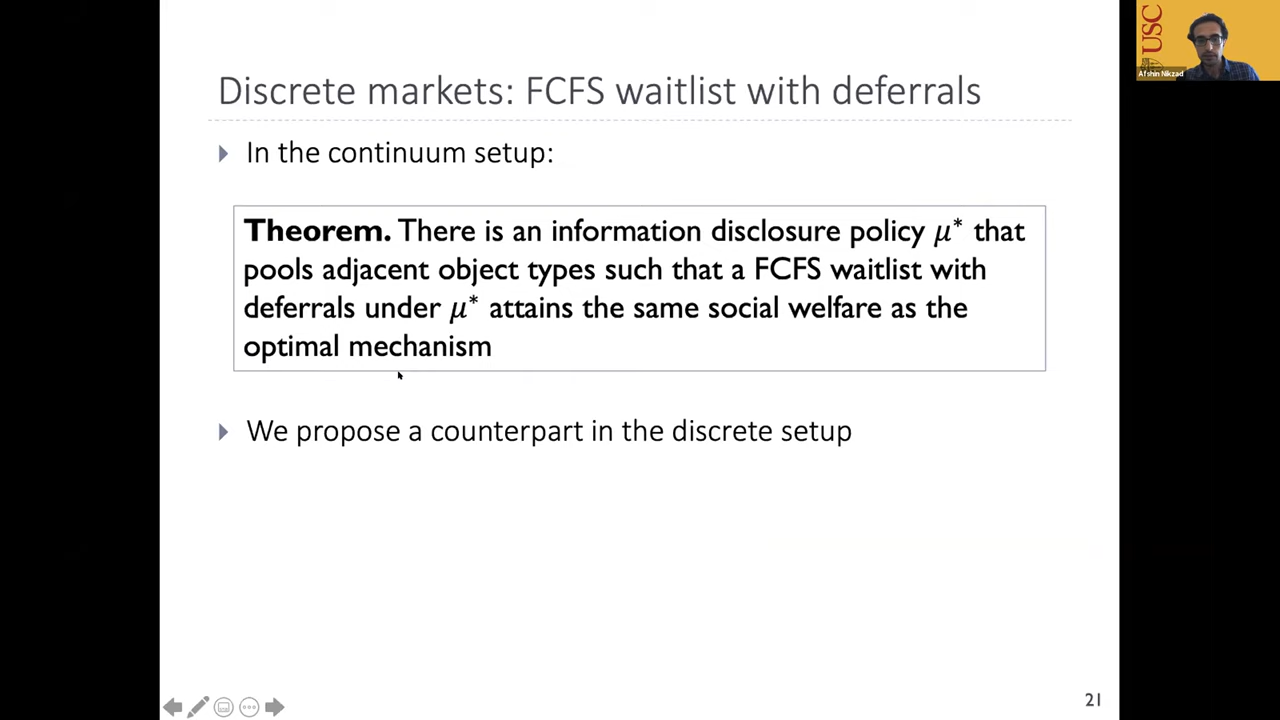 USC
Afshin Nikzad
Discrete markets: FCFS waitlist with deferrals
In the continuum setup:
Theorem. There is an information disclosure policy μ* that
pools adjacent object types such that a FCFS waitlist with
deferrals under μ* attains the same social welfare as the
optimal mechanism
We propose a counterpart in the discrete setup
21